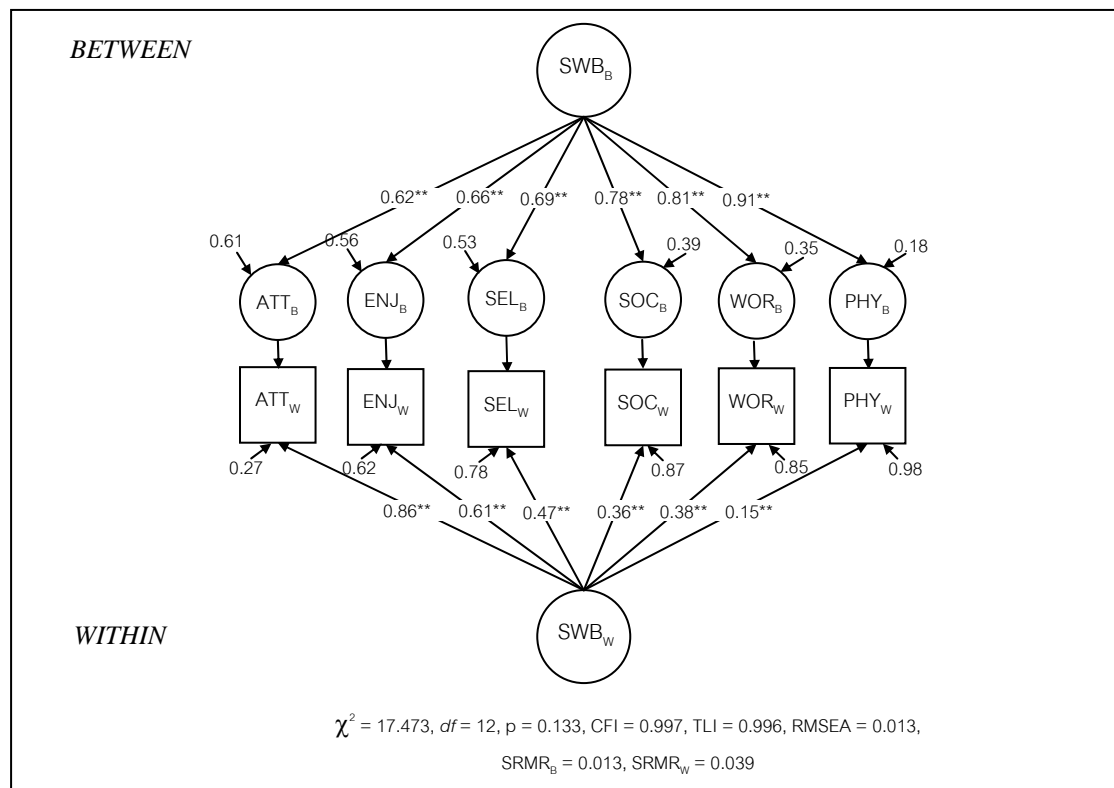 BETWEEN
SWB_B
0.62** 0.66** 0.69** 0.78** 0.81** 0.91**
0.61 0.56 0.53 0.39 0.35 0.18
ATT_B ENJ_B SEL_B SOC_B WOR_B PHY_B
ATT_W ENJ_W SEL_W SOC_W WOR_W PHY_W
0.27 0.62 0.78 0.87 0.85 0.98
0.86** 0.61** 0.47** 0.36** 0.38** 0.15**
WITHIN
SWB_W
χ² = 17.473, df = 12, p = 0.133, CFI = 0.997, TLI = 0.996, RMSEA = 0.013,
SRMR_B = 0.013, SRMR_W = 0.039